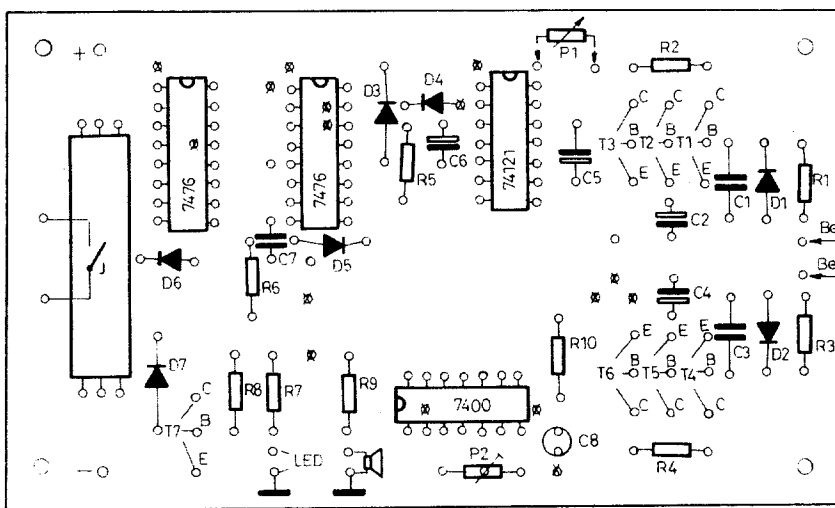 P1
R2
+
D3
D4
C
C
C
T3
B
T2
B
T1
B
7476
7476
R5
C6
74121
C5
E
E
C1
D1
R1
C2
Be
J
D6
C7
D5
R6
Be
C4
E
E
E
C3
D2
R3
R10
D7
R8
R7
R9
T6
B
T5
B
T4
B
C
T7
B
7400
C
C
C
E
LED
P2
C8
R4
-